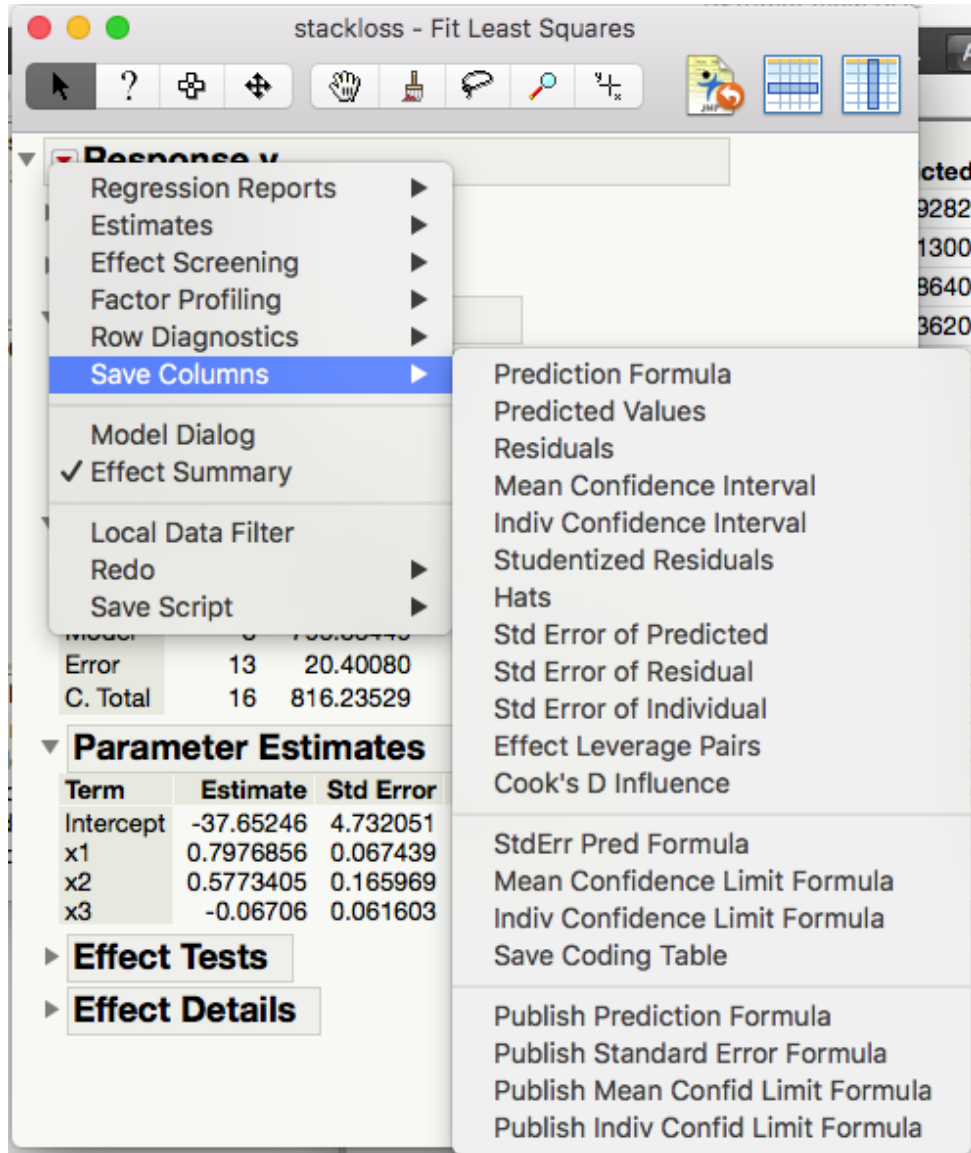 stackloss - Fit Least Squares
?
JMP
Response y
cted
9282
1300
8640
3620
Regression Reports
Estimates
Effect Screening
Factor Profiling
Row Diagnostics
Save Columns
Model Dialog
Effect Summary
Local Data Filter
Redo
Save Script
Prediction Formula
Predicted Values
Residuals
Mean Confidence Interval
Indiv Confidence Interval
Studentized Residuals
Hats
Std Error of Predicted
Std Error of Residual
Std Error of Individual
Effect Leverage Pairs
Cook's D Influence
StdErr Pred Formula
Mean Confidence Limit Formula
Indiv Confidence Limit Formula
Save Coding Table
Publish Prediction Formula
Publish Standard Error Formula
Publish Mean Confid Limit Formula
Publish Indiv Confid Limit Formula
Error 13 20.40080
C. Total 16 816.23529
Parameter Estimates
Term Estimate Std Error
Intercept -37.65246 4.732051
x1 0.7976856 0.067439
x2 0.5773405 0.165969
x3 -0.06706 0.061603
Effect Tests
Effect Details